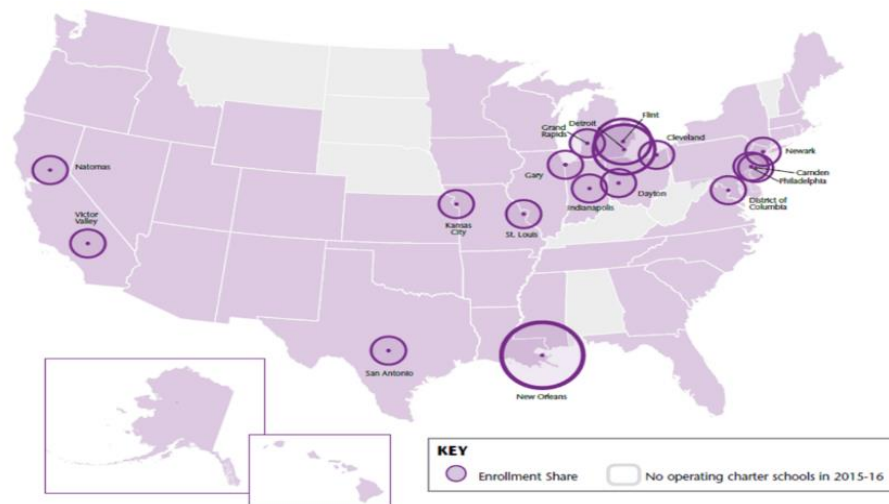 Flint
Detroit
Grand
Rapids
Cleveland
Newark
Natomas
Gary
Camden
Philadelphia
Dayton
Indianapolis
District of
Columbia
Victor
Valley
Kansas
City
St. Louis
San Antonio
New Orleans
KEY
Enrollment Share
No operating charter schools in 2015-16